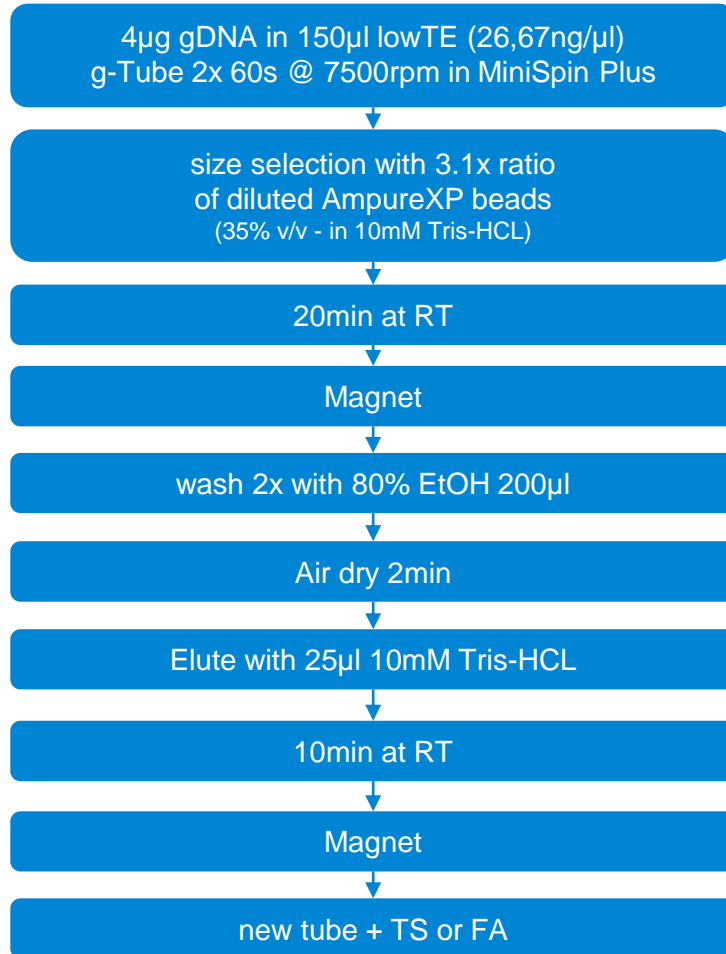 4µg gDNA in 150µl lowTE (26,67ng/µl)
g-Tube 2x 60s @ 7500rpm in MiniSpin Plus
size selection with 3.1x ratio
of diluted AmpureXP beads
(35% v/v - in 10mM Tris-HCL)
20min at RT
Magnet
wash 2x with 80% EtOH 200µl
Air dry 2min
Elute with 25µl 10mM Tris-HCL
10min at RT
Magnet
new tube + TS or FA